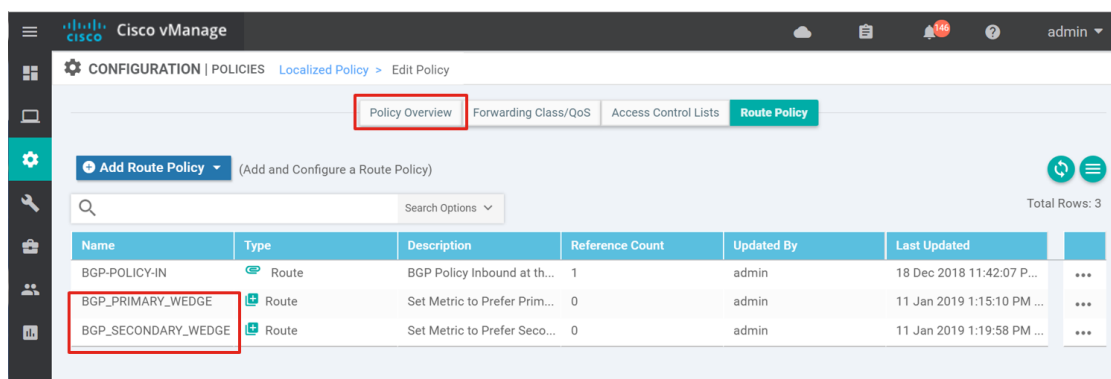 cisco Cisco vManage 146 admin
CONFIGURATION | POLICIES Localized Policy > Edit Policy
Policy Overview Forwarding Class/QoS Access Control Lists Route Policy
Add Route Policy (Add and Configure a Route Policy)
Search Options Total Rows: 3
Name Type Description Reference Count Updated By Last Updated
BGP-POLICY-IN Route BGP Policy Inbound at th... 1 admin 18 Dec 2018 11:42:07 P...
BGP_PRIMARY_WEDGE Route Set Metric to Prefer Prim... 0 admin 11 Jan 2019 1:15:10 PM ...
BGP_SECONDARY_WEDGE Route Set Metric to Prefer Seco... 0 admin 11 Jan 2019 1:19:58 PM ...